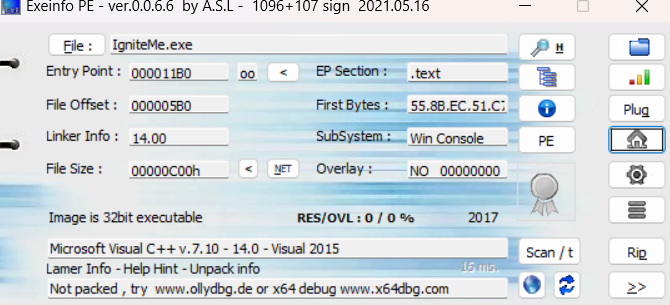 Exeinfo PE - ver.0.0.6.6 by A.S.L - 1096+107 sign 2021.05.16
File : IgniteMe.exe H
Entry Point : 000011B0 oo < EP Section : .text
File Offset : 000005B0 First Bytes : 55.8B.EC.51.C7 Plug
Linker Info : 14.00 SubSystem : Win Console PE
File Size : 00000C00h < NET Overlay : NO 00000000
Image is 32bit executable RES/OVL : 0 / 0 % 2017
Microsoft Visual C++ v.7.10 - 14.0 - Visual 2015 Scan / t Rip
Lamer Info - Help Hint - Unpack info 16 ms.
Not packed , try www.ollydbg.de or x64 debug www.x64dbg.com >>